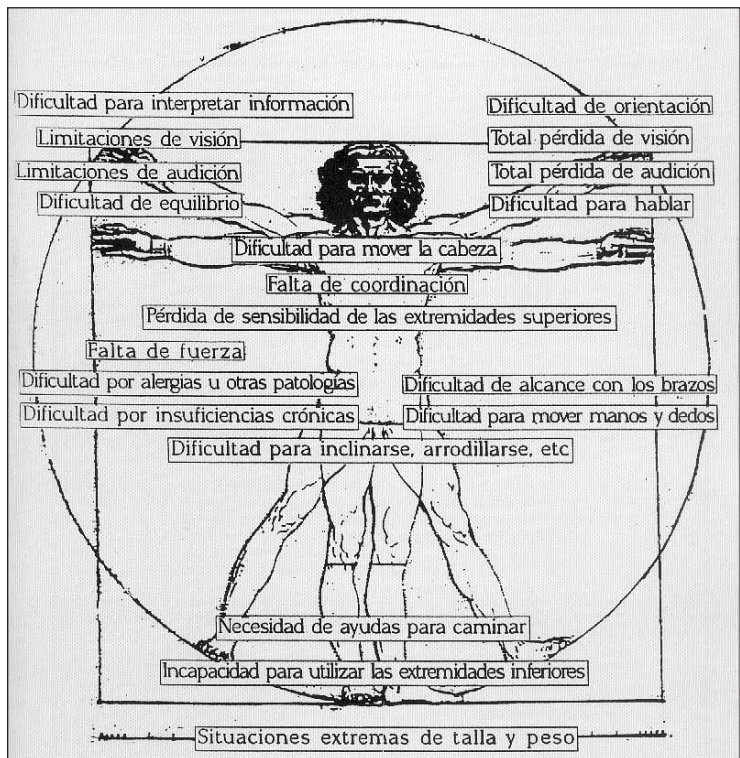 Dificultad para interpretar información
Dificultad de orientación
Limitaciones de visión
Total pérdida de visión
Limitaciones de audición
Total pérdida de audición
Dificultad de equilibrio
Dificultad para hablar
Dificultad para mover la cabeza
Falta de coordinación
Pérdida de sensibilidad de las extremidades superiores
Falta de fuerza
Dificultad por alergias u otras patologías
Dificultad de alcance con los brazos
Dificultad por insuficiencias crónicas
Dificultad para mover manos y dedos
Dificultad para inclinarse, arrodillarse, etc
Necesidad de ayudas para caminar
Incapacidad para utilizar las extremidades inferiores
Situaciones extremas de talla y peso